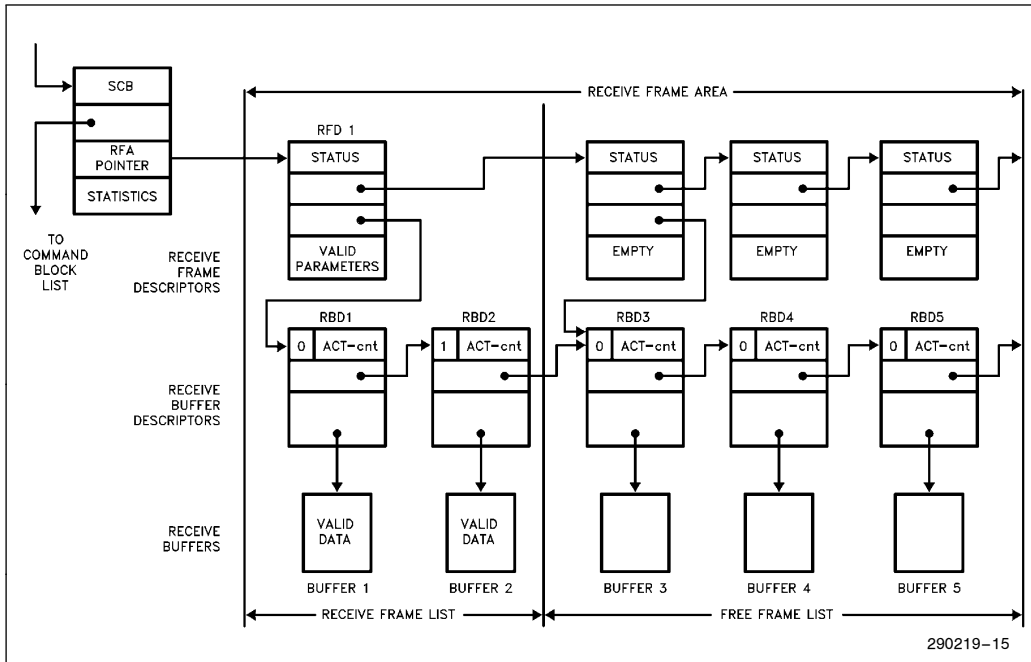 SCB
RECEIVE FRAME AREA
RFD 1
RFA
POINTER
STATUS
STATUS
STATUS
STATUS
STATISTICS
TO
COMMAND
BLOCK
LIST
RECEIVE
FRAME
DESCRIPTORS
VALID
PARAMETERS
EMPTY
EMPTY
EMPTY
RBD1
RBD2
RBD3
RBD4
RBD5
0 ACT-cnt
1 ACT-cnt
0 ACT-cnt
0 ACT-cnt
0 ACT-cnt
RECEIVE
BUFFER
DESCRIPTORS
RECEIVE
BUFFERS
VALID
DATA
VALID
DATA
BUFFER 1
BUFFER 2
BUFFER 3
BUFFER 4
BUFFER 5
RECEIVE FRAME LIST
FREE FRAME LIST
290219-15